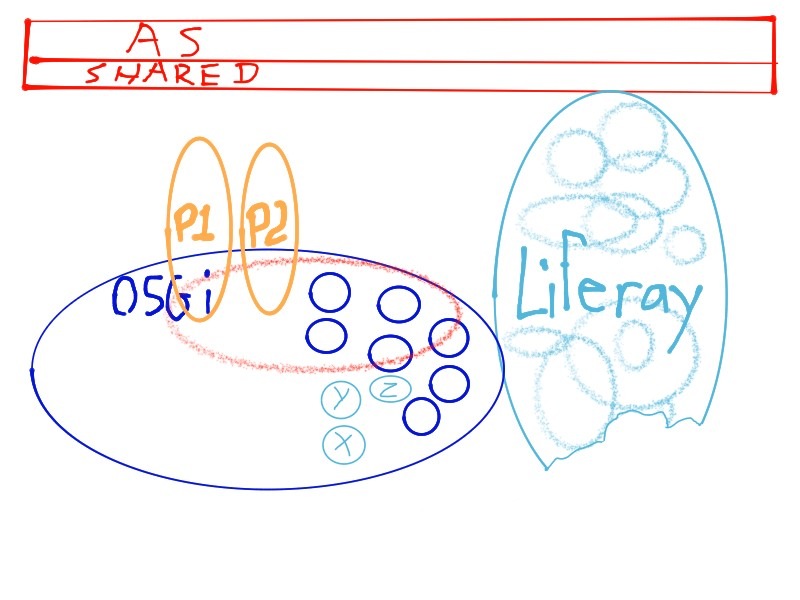 AS
SHARED
P1 P2
OSGi
Liferay
Y Z
X